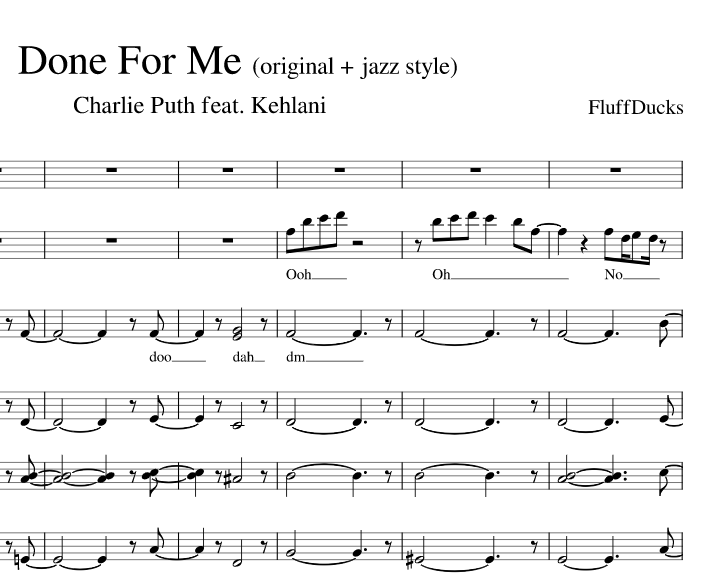 Done For Me (original + jazz style)
Charlie Puth feat. Kehlani
FluffDucks
Ooh
Oh
No
doo
dah
dm